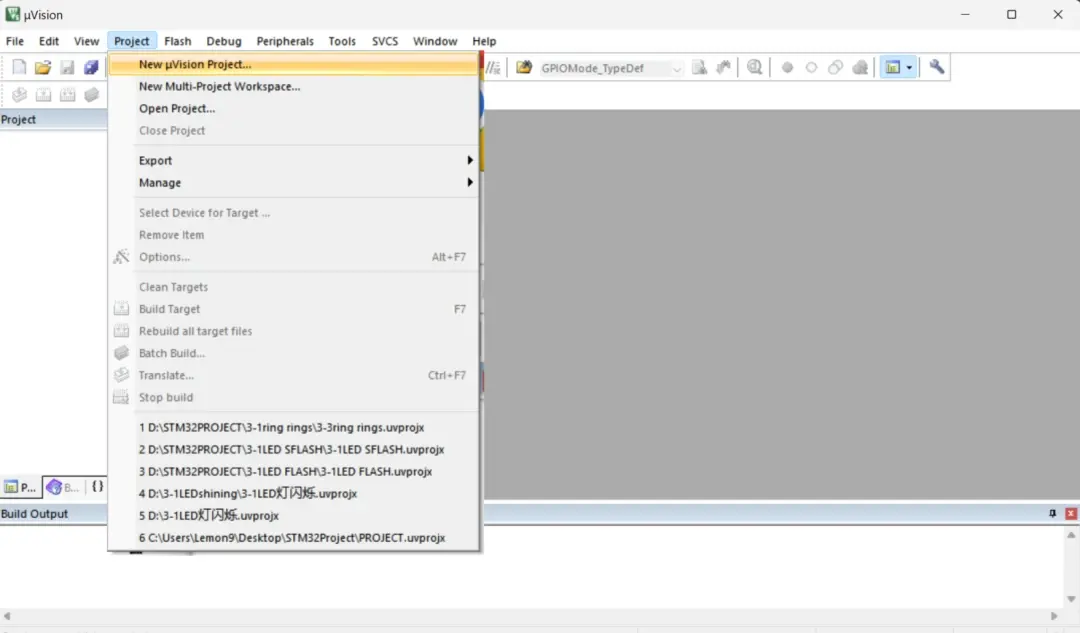 µVision
File Edit View Project Flash Debug Peripherals Tools SVCS Window Help
New µVision Project...
GPIOMode_TypeDef
New Multi-Project Workspace...
Open Project...
Project
Close Project
Export
Manage
Select Device for Target ...
Remove Item
Options... Alt+F7
Clean Targets
Build Target F7
Rebuild all target files
Batch Build...
Translate... Ctrl+F7
Stop build
1 D:\STM32PROJECT\3-1ring rings\3-3ring rings.uvprojx
2 D:\STM32PROJECT\3-1LED SFLASH\3-1LED SFLASH.uvprojx
3 D:\STM32PROJECT\3-1LED FLASH\3-1LED FLASH.uvprojx
4 D:\3-1LEDshining\3-1LED灯闪烁.uvprojx
5 D:\3-1LED灯闪烁.uvprojx
6 C:\Users\Lemon9\Desktop\STM32Project\PROJECT.uvprojx
P... B... {}
Build Output